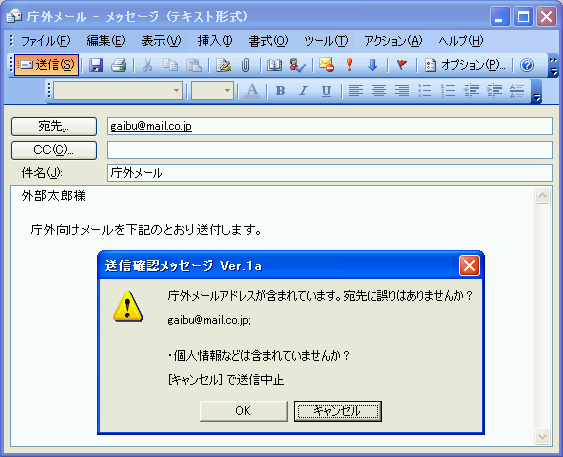 庁外メール - メッセージ (テキスト形式)
ファイル(F) 編集(E) 表示(V) 挿入(I) 書式(O) ツール(T) アクション(A) ヘルプ(H)
送信(S) オプション(P)...
A B I U
宛先... gaibu@mail.co.jp
CC(C)...
件名(J): 庁外メール
外部太郎様
庁外向けメールを下記のとおり送付します。
送信確認メッセージ Ver.1a
庁外メールアドレスが含まれています。宛先に誤りはありませんか？
gaibu@mail.co.jp;
・個人情報などは含まれていませんか？
[キャンセル]で送信中止
OK キャンセル